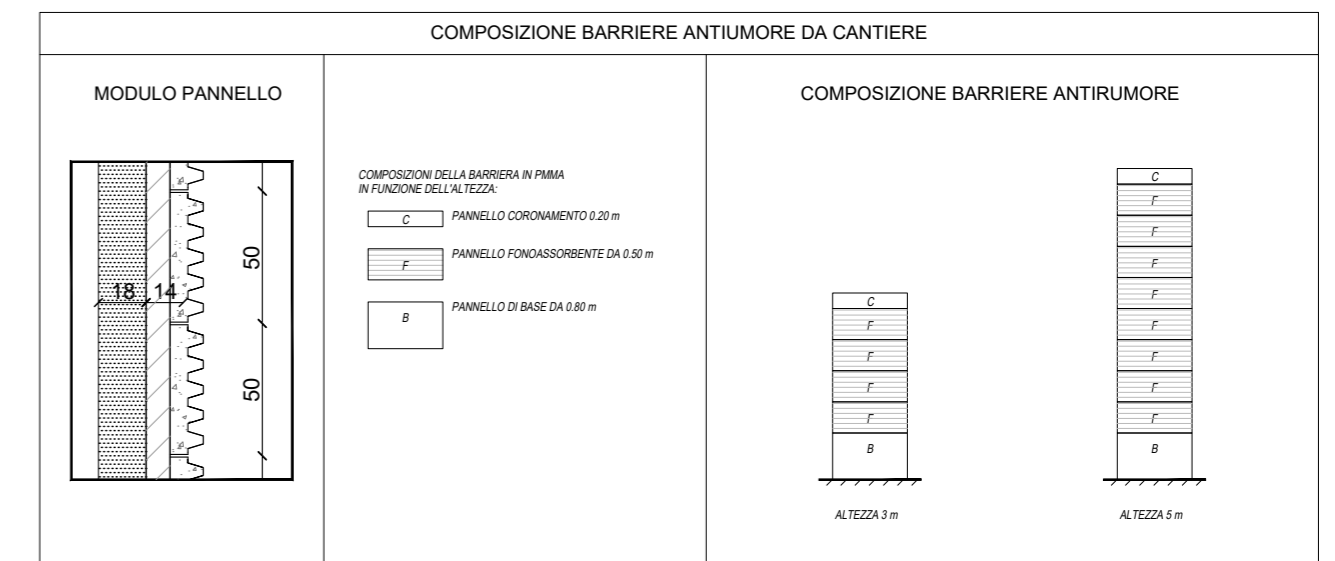 COMPOSIZIONE BARRIERE ANTIUMORE DA CANTIERE
MODULO PANNELLO
18
14
50
50
COMPOSIZIONI DELLA BARRIERA IN PMMA
IN FUNZIONE DELL'ALTEZZA:
C PANNELLO CORONAMENTO 0.20 m
F PANNELLO FONOASSORBENTE DA 0.50 m
B PANNELLO DI BASE DA 0.80 m
COMPOSIZIONE BARRIERE ANTIRUMORE
C
F
F
F
F
B
ALTEZZA 3 m
C
F
F
F
F
F
F
F
F
B
ALTEZZA 5 m